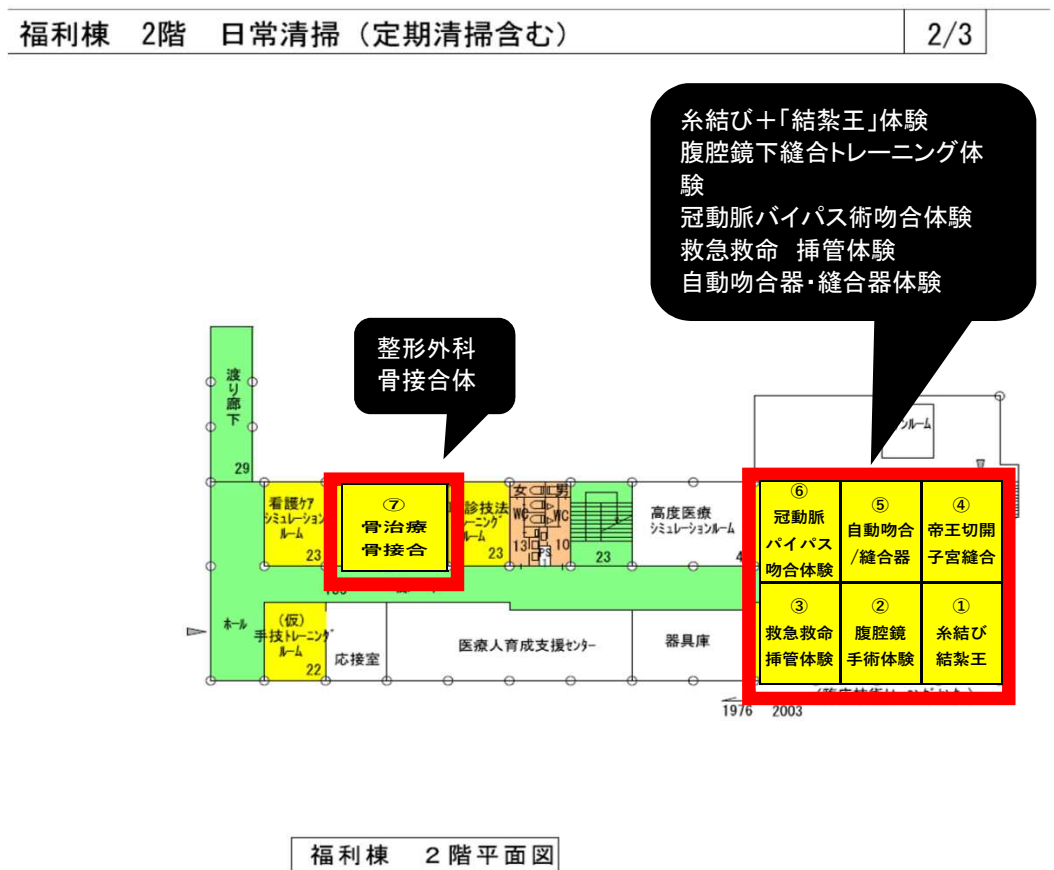 福利棟 2階 日常清掃（定期清掃含む）
2/3
糸結び＋「結紮王」体験
腹腔鏡下縫合トレーニング体
験
冠動脈バイパス術吻合体験
救急救命 挿管体験
自動吻合器・縫合器体験
整形外科
骨接合体
渡り廊下
29
ルーム
看護ケア
シミュレーション
ルーム
23
⑦
骨治療
骨接合
診技法
ーニング
ルーム
23
女
男
WC
WC
13
10
PS
23
高度医療
シミュレーションルーム
4
⑥
冠動脈
パイパス
吻合体験
⑤
自動吻合
/縫合器
④
帝王切開
子宮縫合
③
救急救命
挿管体験
②
腹腔鏡
手術体験
①
糸結び
結紮王
ホール
（仮）
手技トレーニング
ルーム
22
応接室
医療人育成支援センター
器具庫
1976 2003
福利棟 2階平面図